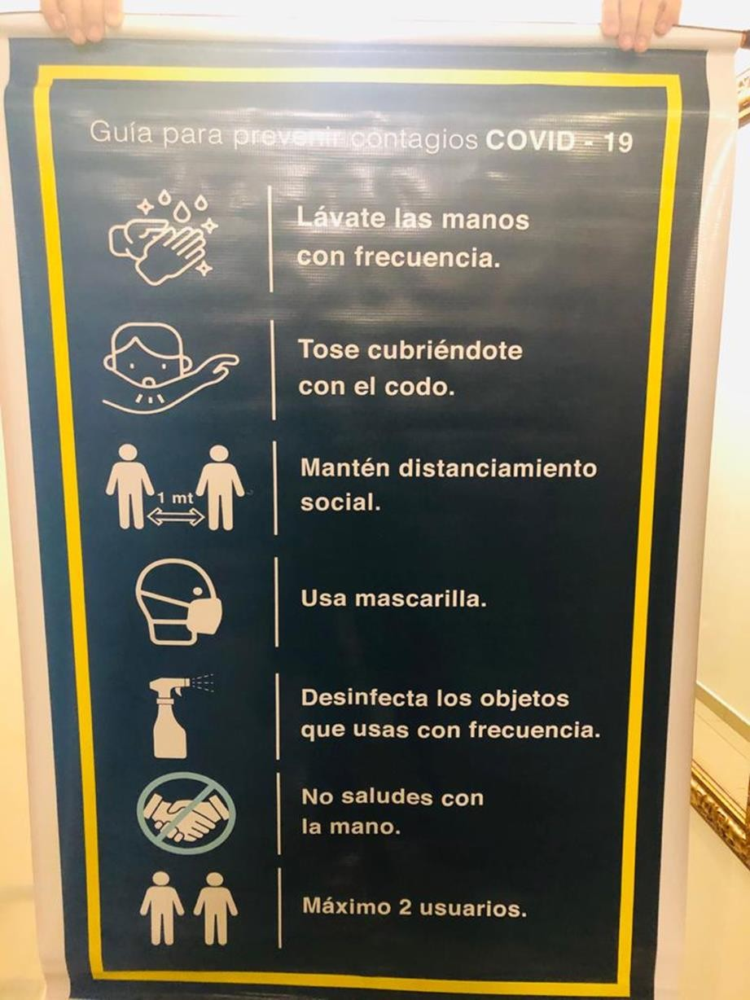 Guía para prevenir contagios COVID - 19
Lávate las manos
con frecuencia.
Tose cubriéndote
con el codo.
1 mt
Mantén distanciamiento
social.
Usa mascarilla.
Desinfecta los objetos
que usas con frecuencia.
No saludes con
la mano.
Máximo 2 usuarios.